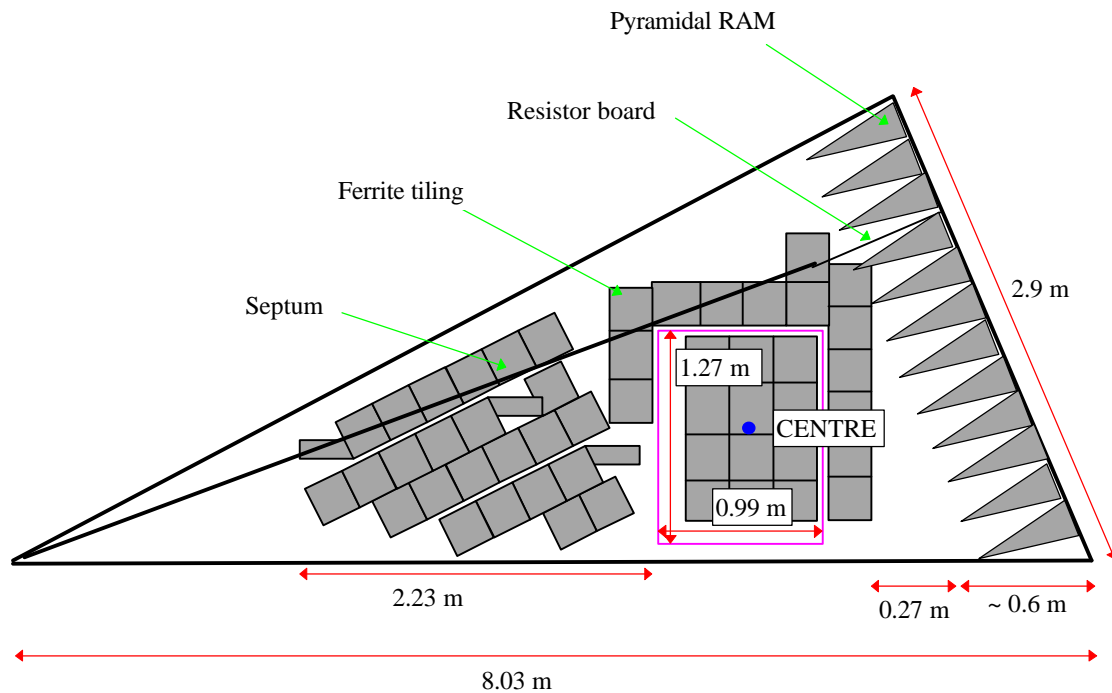 Pyramidal RAM
Resistor board
Ferrite tiling
Septum
2.9 m
1.27 m
CENTRE
0.99 m
2.23 m
0.27 m
~ 0.6 m
8.03 m